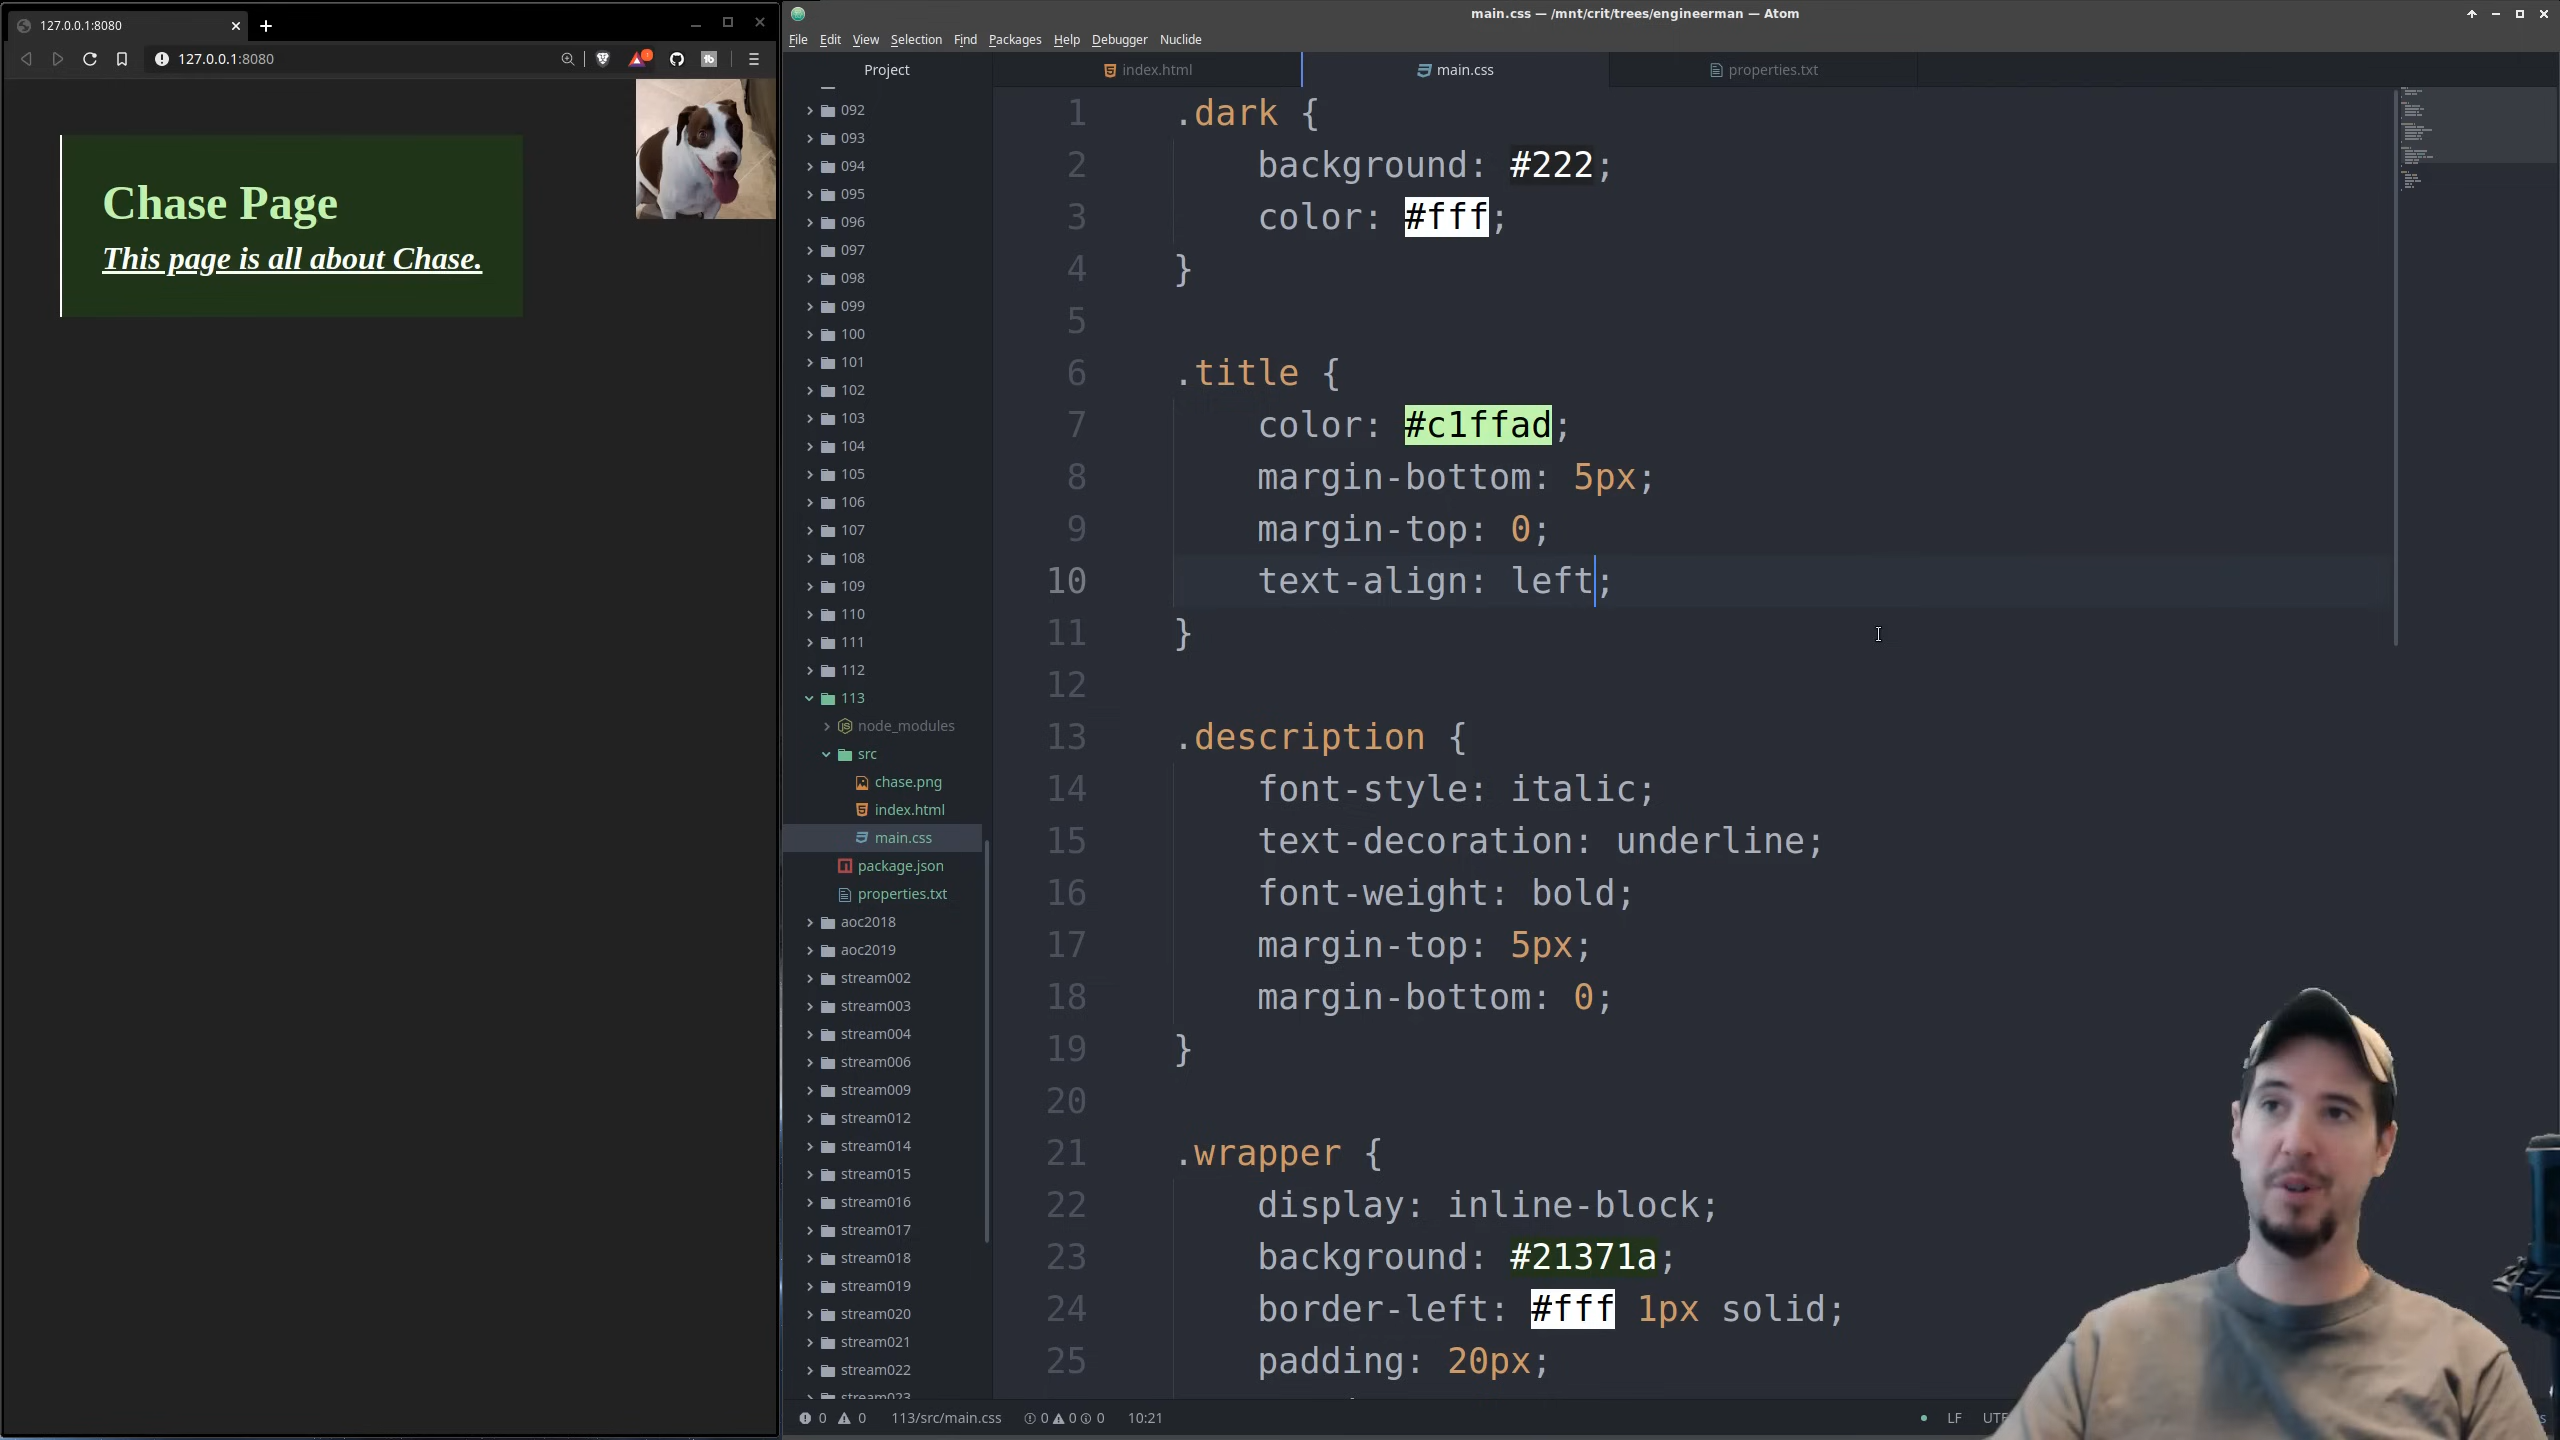 127.0.0.1:8080
127.0.0.1:8080
Chase Page
This page is all about Chase.
main.css — /mnt/crit/trees/engineerman — Atom
File Edit View Selection Find Packages Help Debugger Nuclide
Project
index.html
main.css
properties.txt
092
093
094
095
096
097
098
099
100
101
102
103
104
105
106
107
108
109
110
111
112
113
node_modules
src
chase.png
index.html
main.css
package.json
properties.txt
aoc2018
aoc2019
stream002
stream003
stream004
stream006
stream009
stream012
stream014
stream015
stream016
stream017
stream018
stream019
stream020
stream021
stream022
stream023
1 .dark {
2 background: #222;
3 color: #fff;
4 }
5
6 .title {
7 color: #c1ffad;
8 margin-bottom: 5px;
9 margin-top: 0;
10 text-align: left;
11 }
12
13 .description {
14 font-style: italic;
15 text-decoration: underline;
16 font-weight: bold;
17 margin-top: 5px;
18 margin-bottom: 0;
19 }
20
21 .wrapper {
22 display: inline-block;
23 background: #21371a;
24 border-left: #fff 1px solid;
25 padding: 20px;
0 0 113/src/main.css 0 0 0 10:21
LF UTF